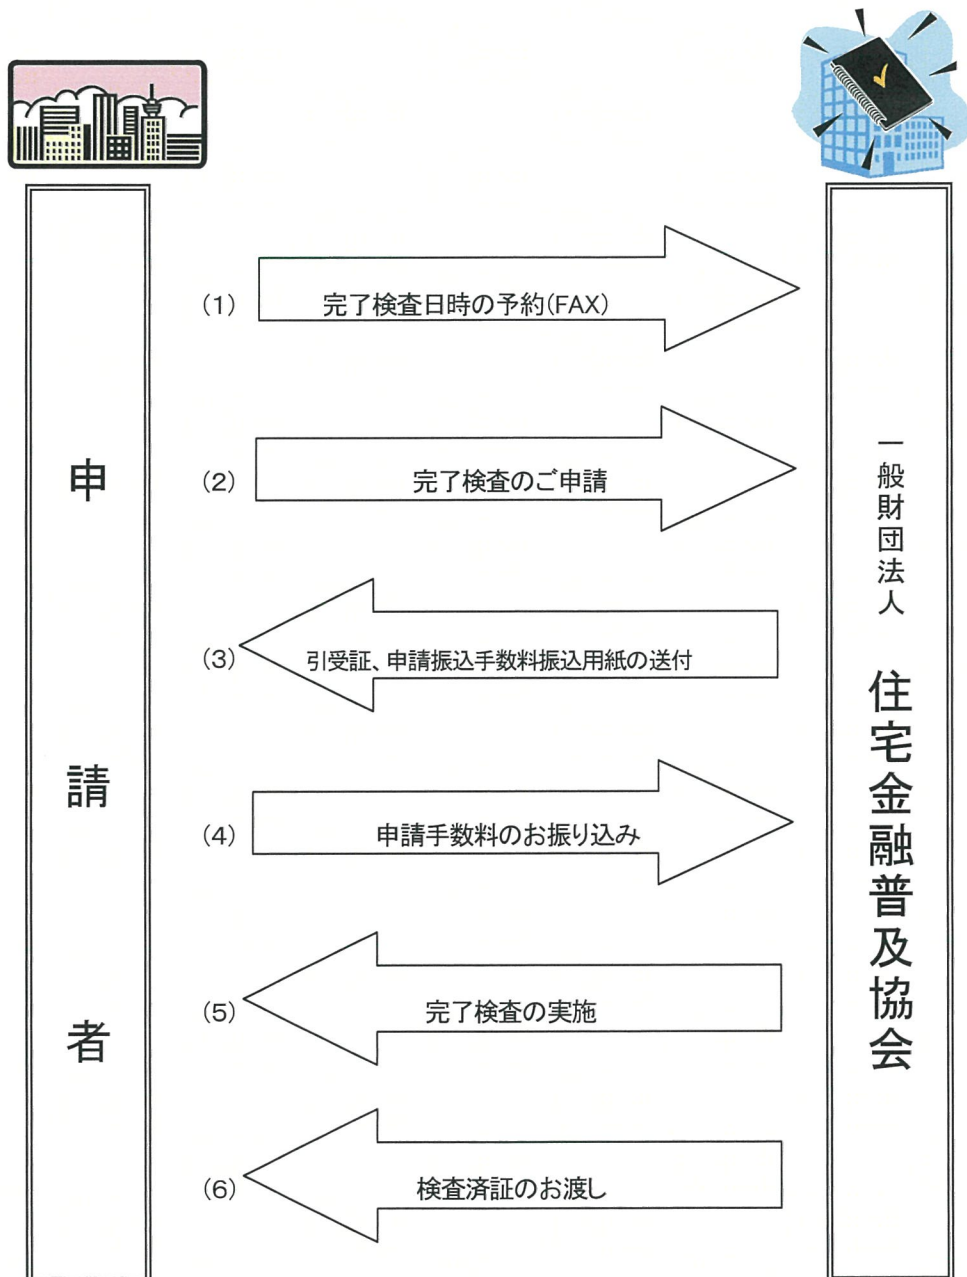 申請者
(1) 完了検査日時の予約(FAX)
(2) 完了検査のご申請
(3) 引受証、申請振込手数料振込用紙の送付
(4) 申請手数料のお振り込み
(5) 完了検査の実施
(6) 検査済証のお渡し
一般財団法人 住宅金融普及協会